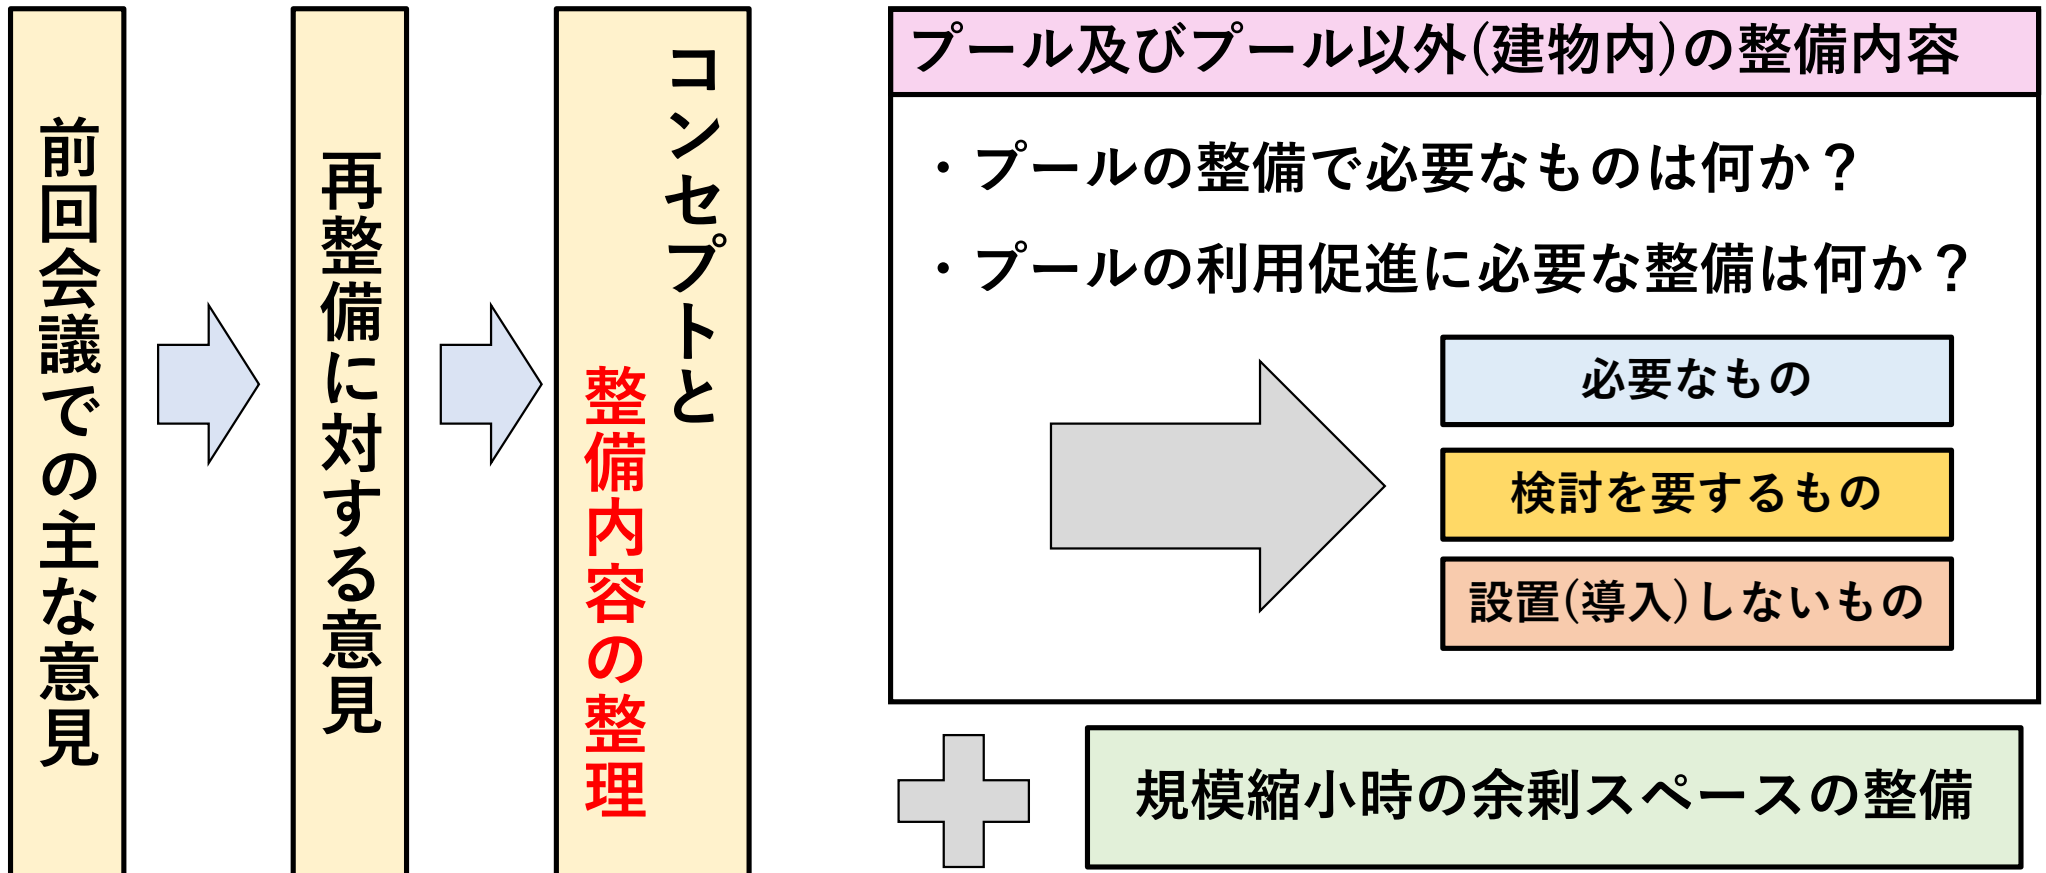 前回会議での主な意見
再整備に対する意見
コンセプトと
整備内容の整理
プール及びプール以外(建物内)の整備内容
・プールの整備で必要なものは何か？
・プールの利用促進に必要な整備は何か？
必要なもの
検討を要するもの
設置(導入)しないもの
規模縮小時の余剰スペースの整備